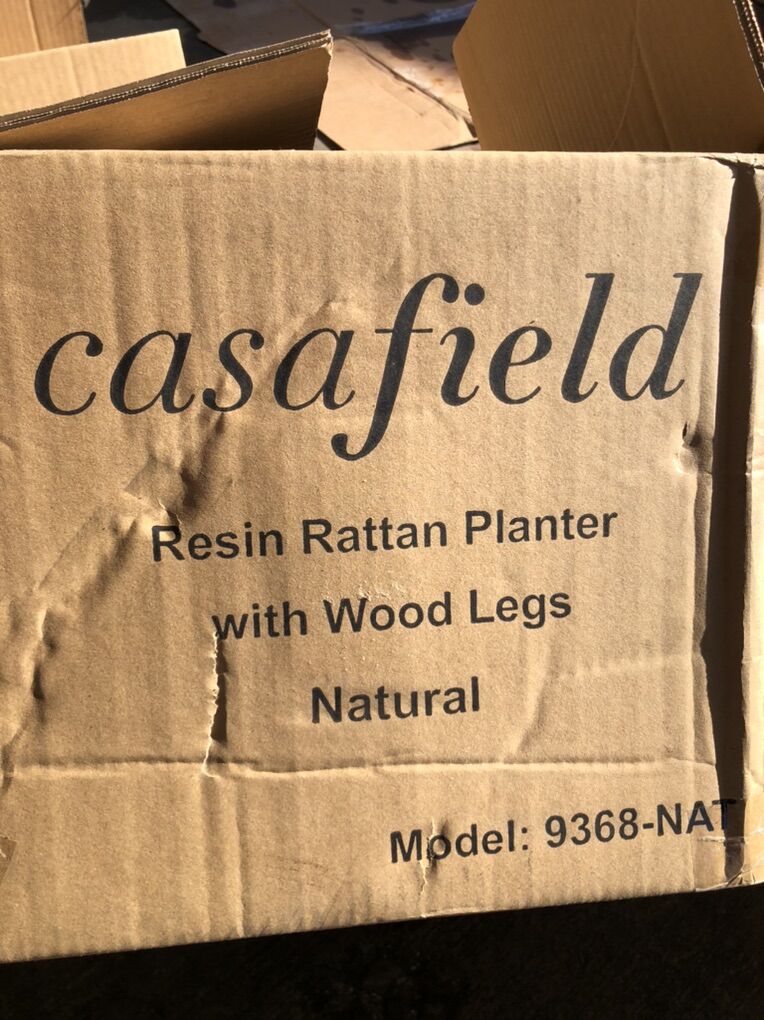 casafield
Resin Rattan Planter
with Wood Legs
Natural
Model: 9368-NAT